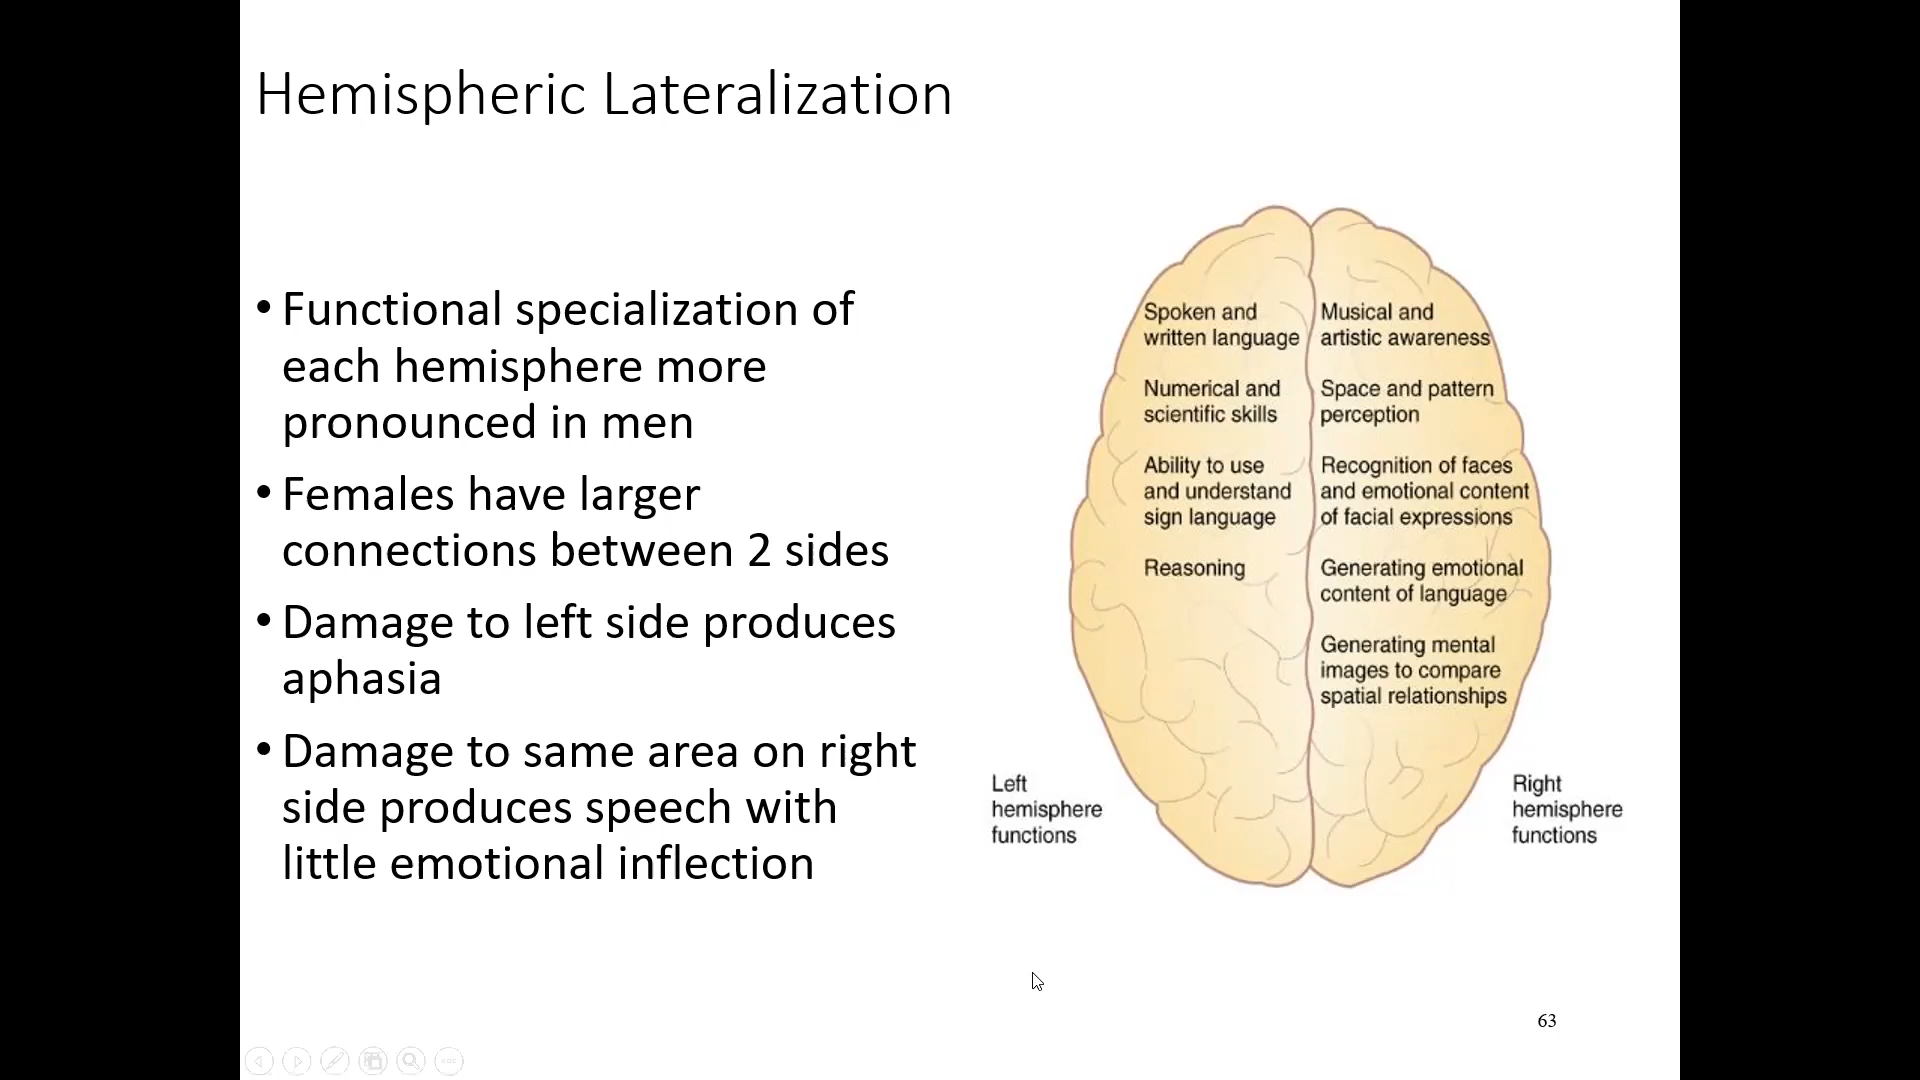 Hemispheric Lateralization
• Functional specialization of
each hemisphere more
pronounced in men
• Females have larger
connections between 2 sides
• Damage to left side produces
aphasia
• Damage to same area on right
side produces speech with
little emotional inflection
Spoken and
written language
Numerical and
scientific skills
Ability to use
and understand
sign language
Reasoning
Musical and
artistic awareness
Space and pattern
perception
Recognition of faces
and emotional content
of facial expressions
Generating emotional
content of language
Generating mental
images to compare
spatial relationships
Left
hemisphere
functions
Right
hemisphere
functions
63